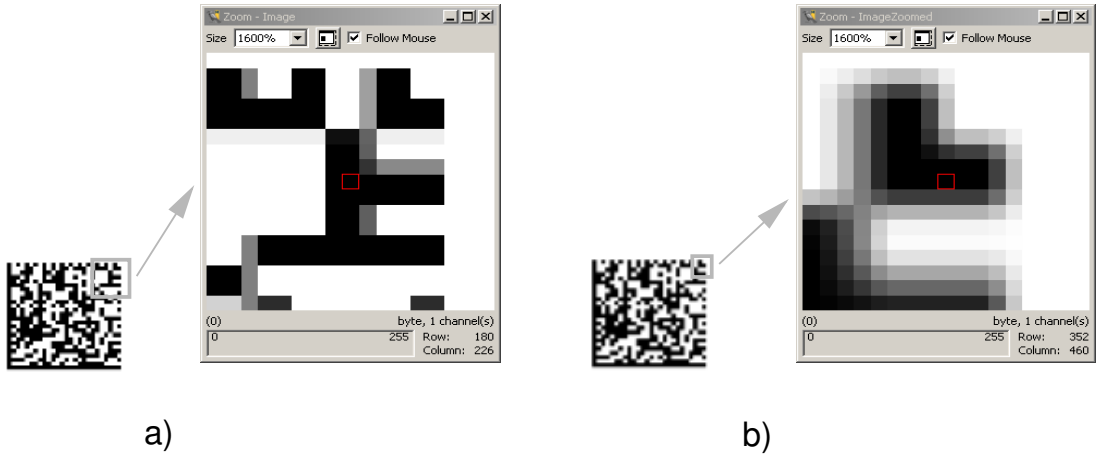 Zoom - Image
Size 1600% Follow Mouse
(0) byte, 1 channel(s)
0 255 Row: 180
Column: 226
a)
Zoom - ImageZoomed
Size 1600% Follow Mouse
(0) byte, 1 channel(s)
0 255 Row: 352
Column: 460
b)